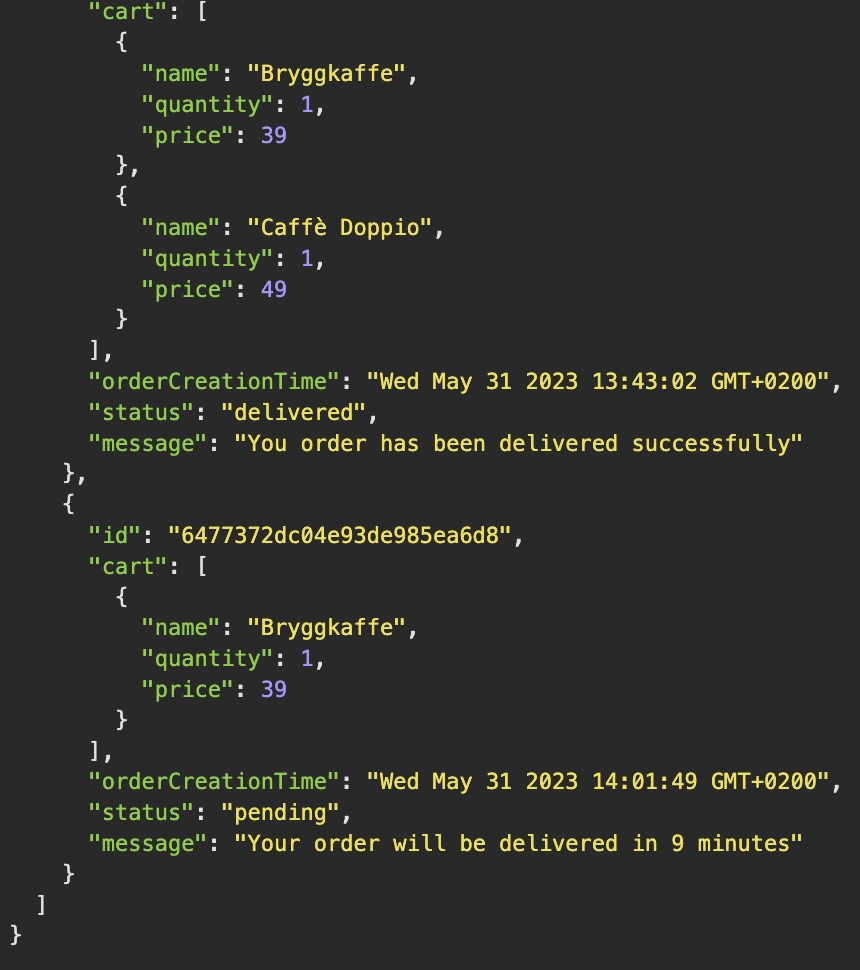 "cart": [
{
"name": "Bryggkaffe",
"quantity": 1,
"price": 39
},
{
"name": "Caffè Doppio",
"quantity": 1,
"price": 49
}
],
"orderCreationTime": "Wed May 31 2023 13:43:02 GMT+0200",
"status": "delivered",
"message": "You order has been delivered successfully"
},
{
"id": "6477372dc04e93de985ea6d8",
"cart": [
{
"name": "Bryggkaffe",
"quantity": 1,
"price": 39
}
],
"orderCreationTime": "Wed May 31 2023 14:01:49 GMT+0200",
"status": "pending",
"message": "Your order will be delivered in 9 minutes"
}
]
}